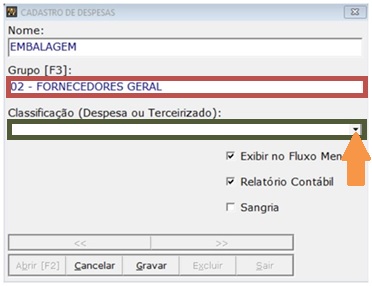 CADASTRO DE DESPESAS
Nome:
EMBALAGEM
Grupo [F3]:
02 - FORNECEDORES GERAL
Classificação (Despesa ou Terceirizado):
Exibir no Fluxo Men
Relatório Contábil
Sangria
<< >>
Abrir [F2] Cancelar Gravar Excluir Sair